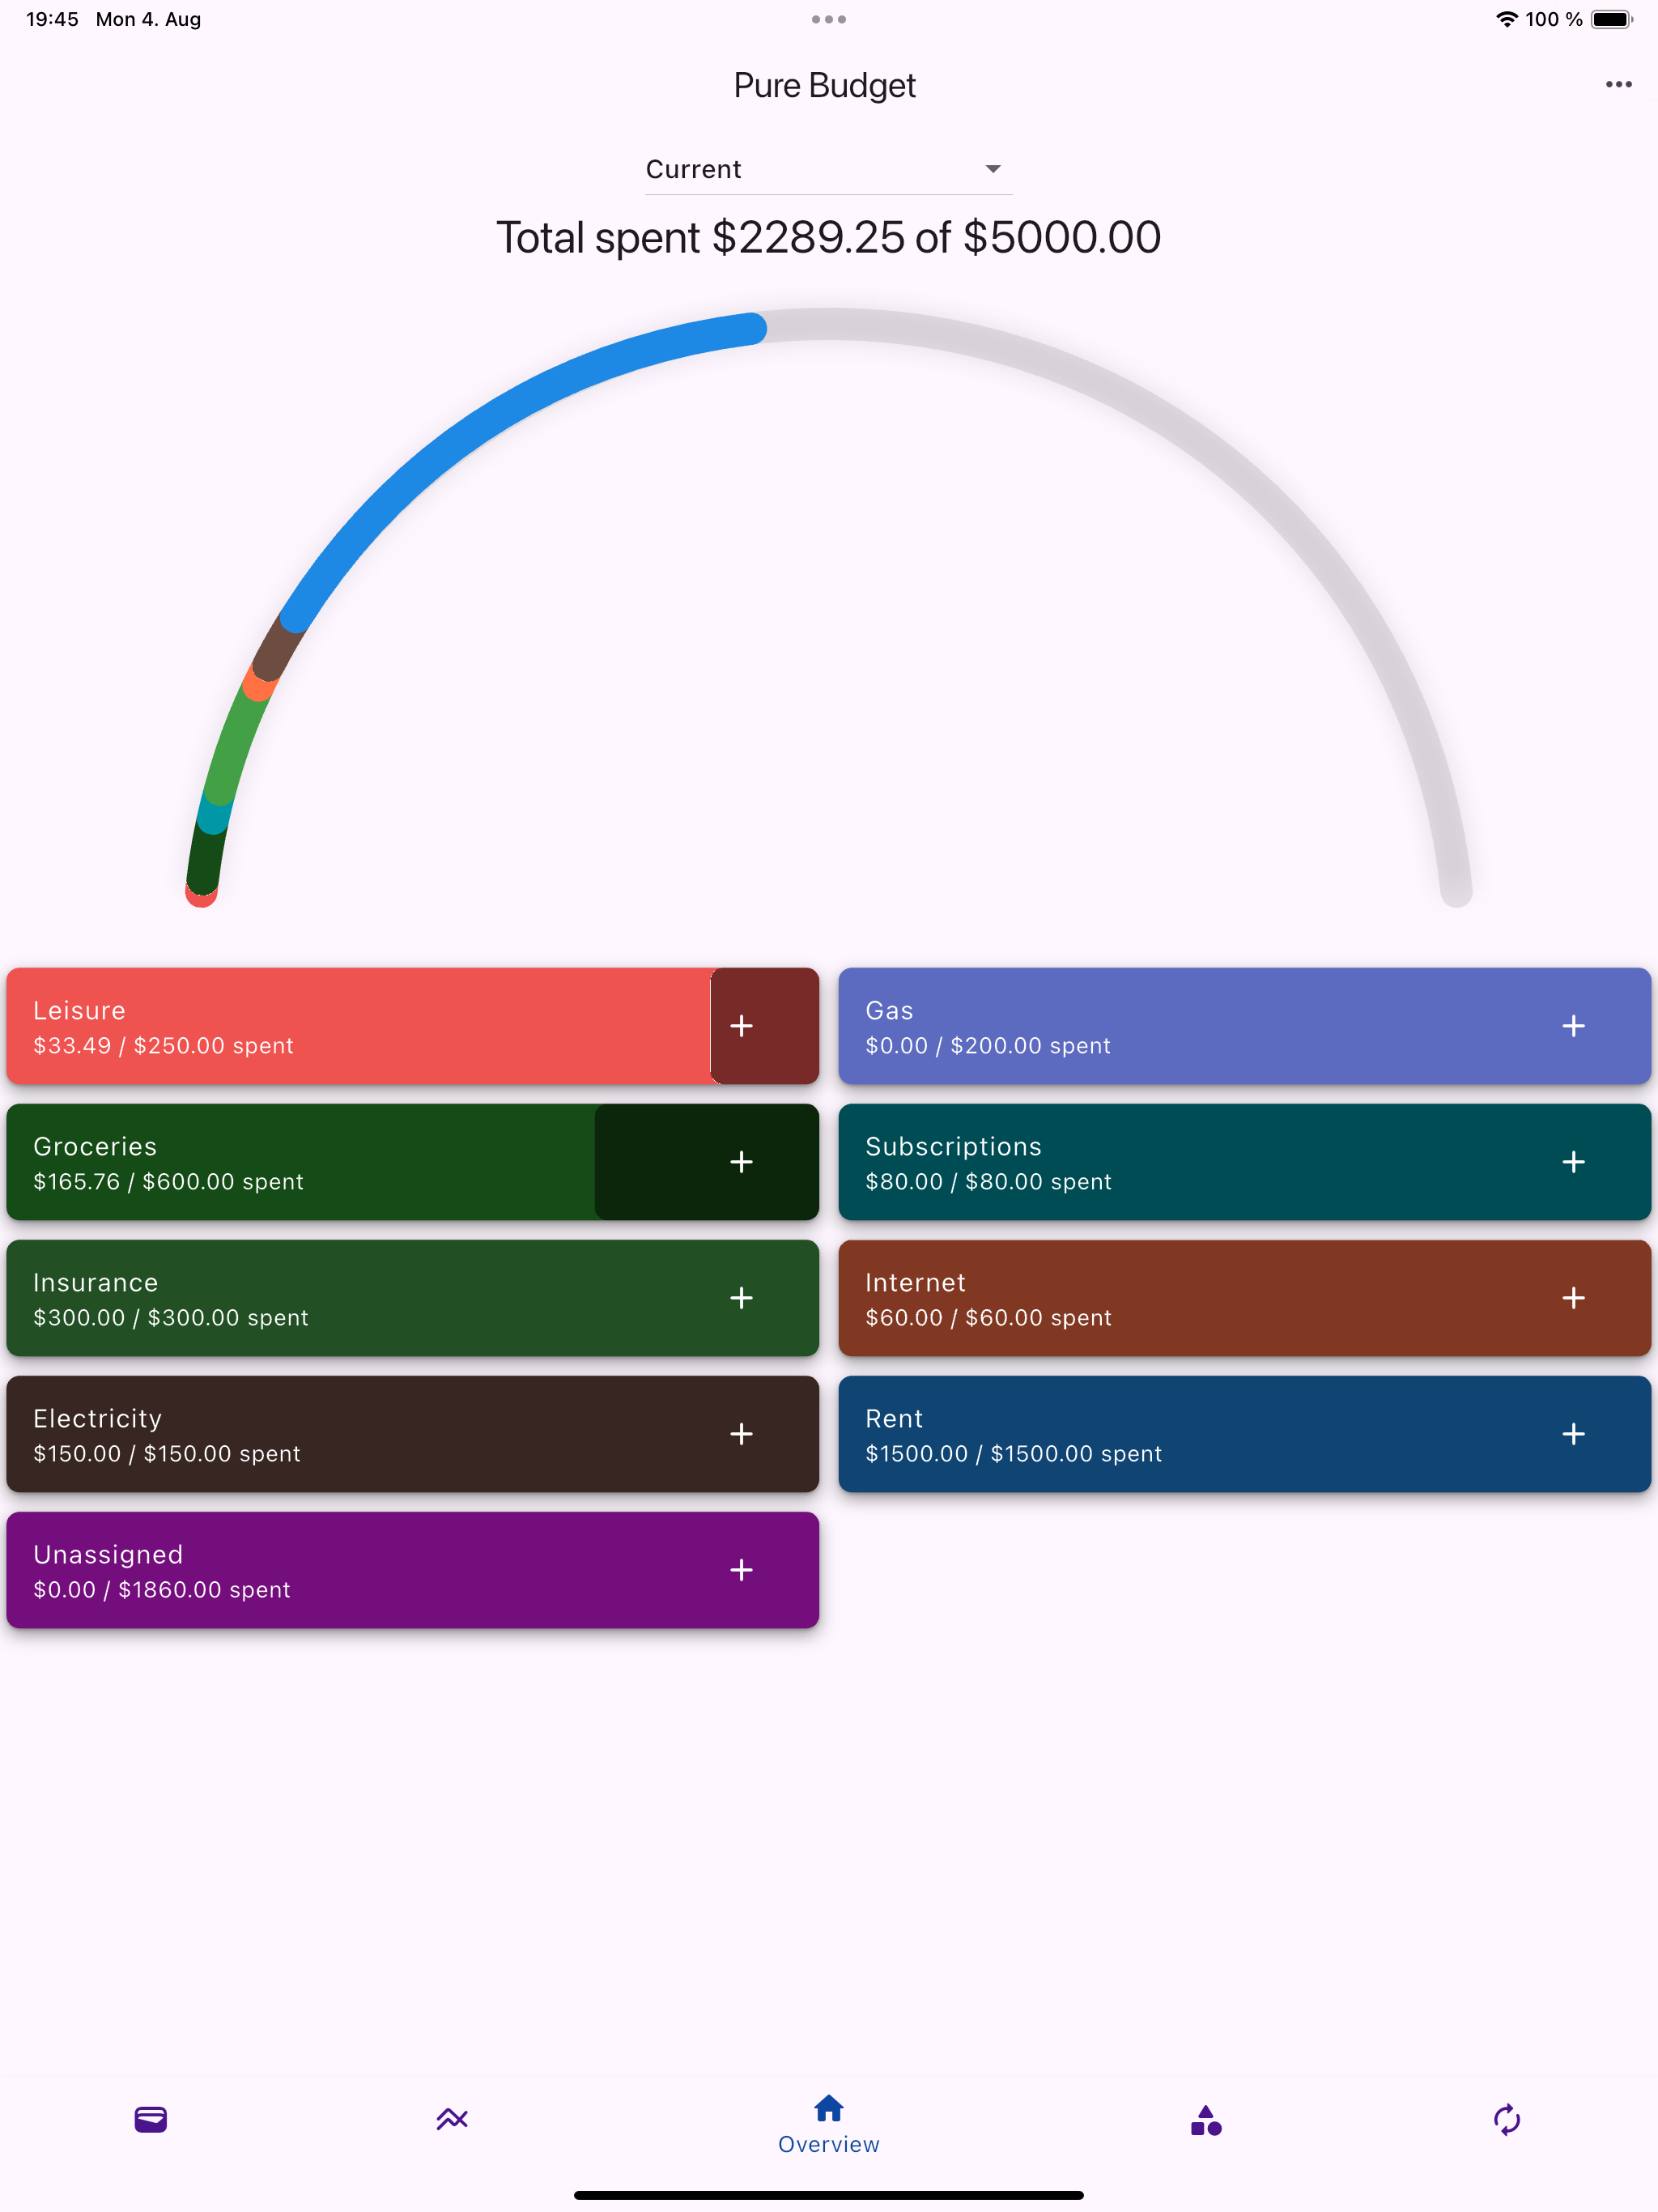 19:45 Mon 4. Aug 100 %
Pure Budget
Current
Total spent $2289.25 of $5000.00
Leisure
$33.49 / $250.00 spent
Gas
$0.00 / $200.00 spent
Groceries
$165.76 / $600.00 spent
Subscriptions
$80.00 / $80.00 spent
Insurance
$300.00 / $300.00 spent
Internet
$60.00 / $60.00 spent
Electricity
$150.00 / $150.00 spent
Rent
$1500.00 / $1500.00 spent
Unassigned
$0.00 / $1860.00 spent
Overview